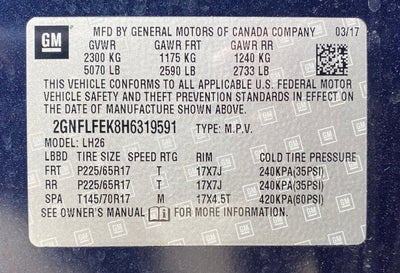 GM
MFD BY GENERAL MOTORS OF CANADA COMPANY 03/17
GVWR GAWR FRT GAWR RR
2300 KG 1175 KG 1240 KG
5070 LB 2590 LB 2733 LB
THIS VEHICLE CONFORMS TO ALL APPLICABLE U.S. FEDERAL MOTOR
VEHICLE SAFETY AND THEFT PREVENTION STANDARDS IN EFFECT ON
THE DATE OF MANUFACTURE SHOWN ABOVE.
2GNFLFEK8H6319591 TYPE: M.P.V.
MODEL: LH26
LBBD TIRE SIZE SPEED RTG RIM COLD TIRE PRESSURE
FRT P225/65R17 T 17X7J 240KPA(35PSI)
RR P225/65R17 T 17X7J 240KPA(35PSI)
SPA T145/70R17 M 17X4.5T 420KPA(60PSI)
SEE OWNER'S MANUAL FOR MORE INFORMATION.